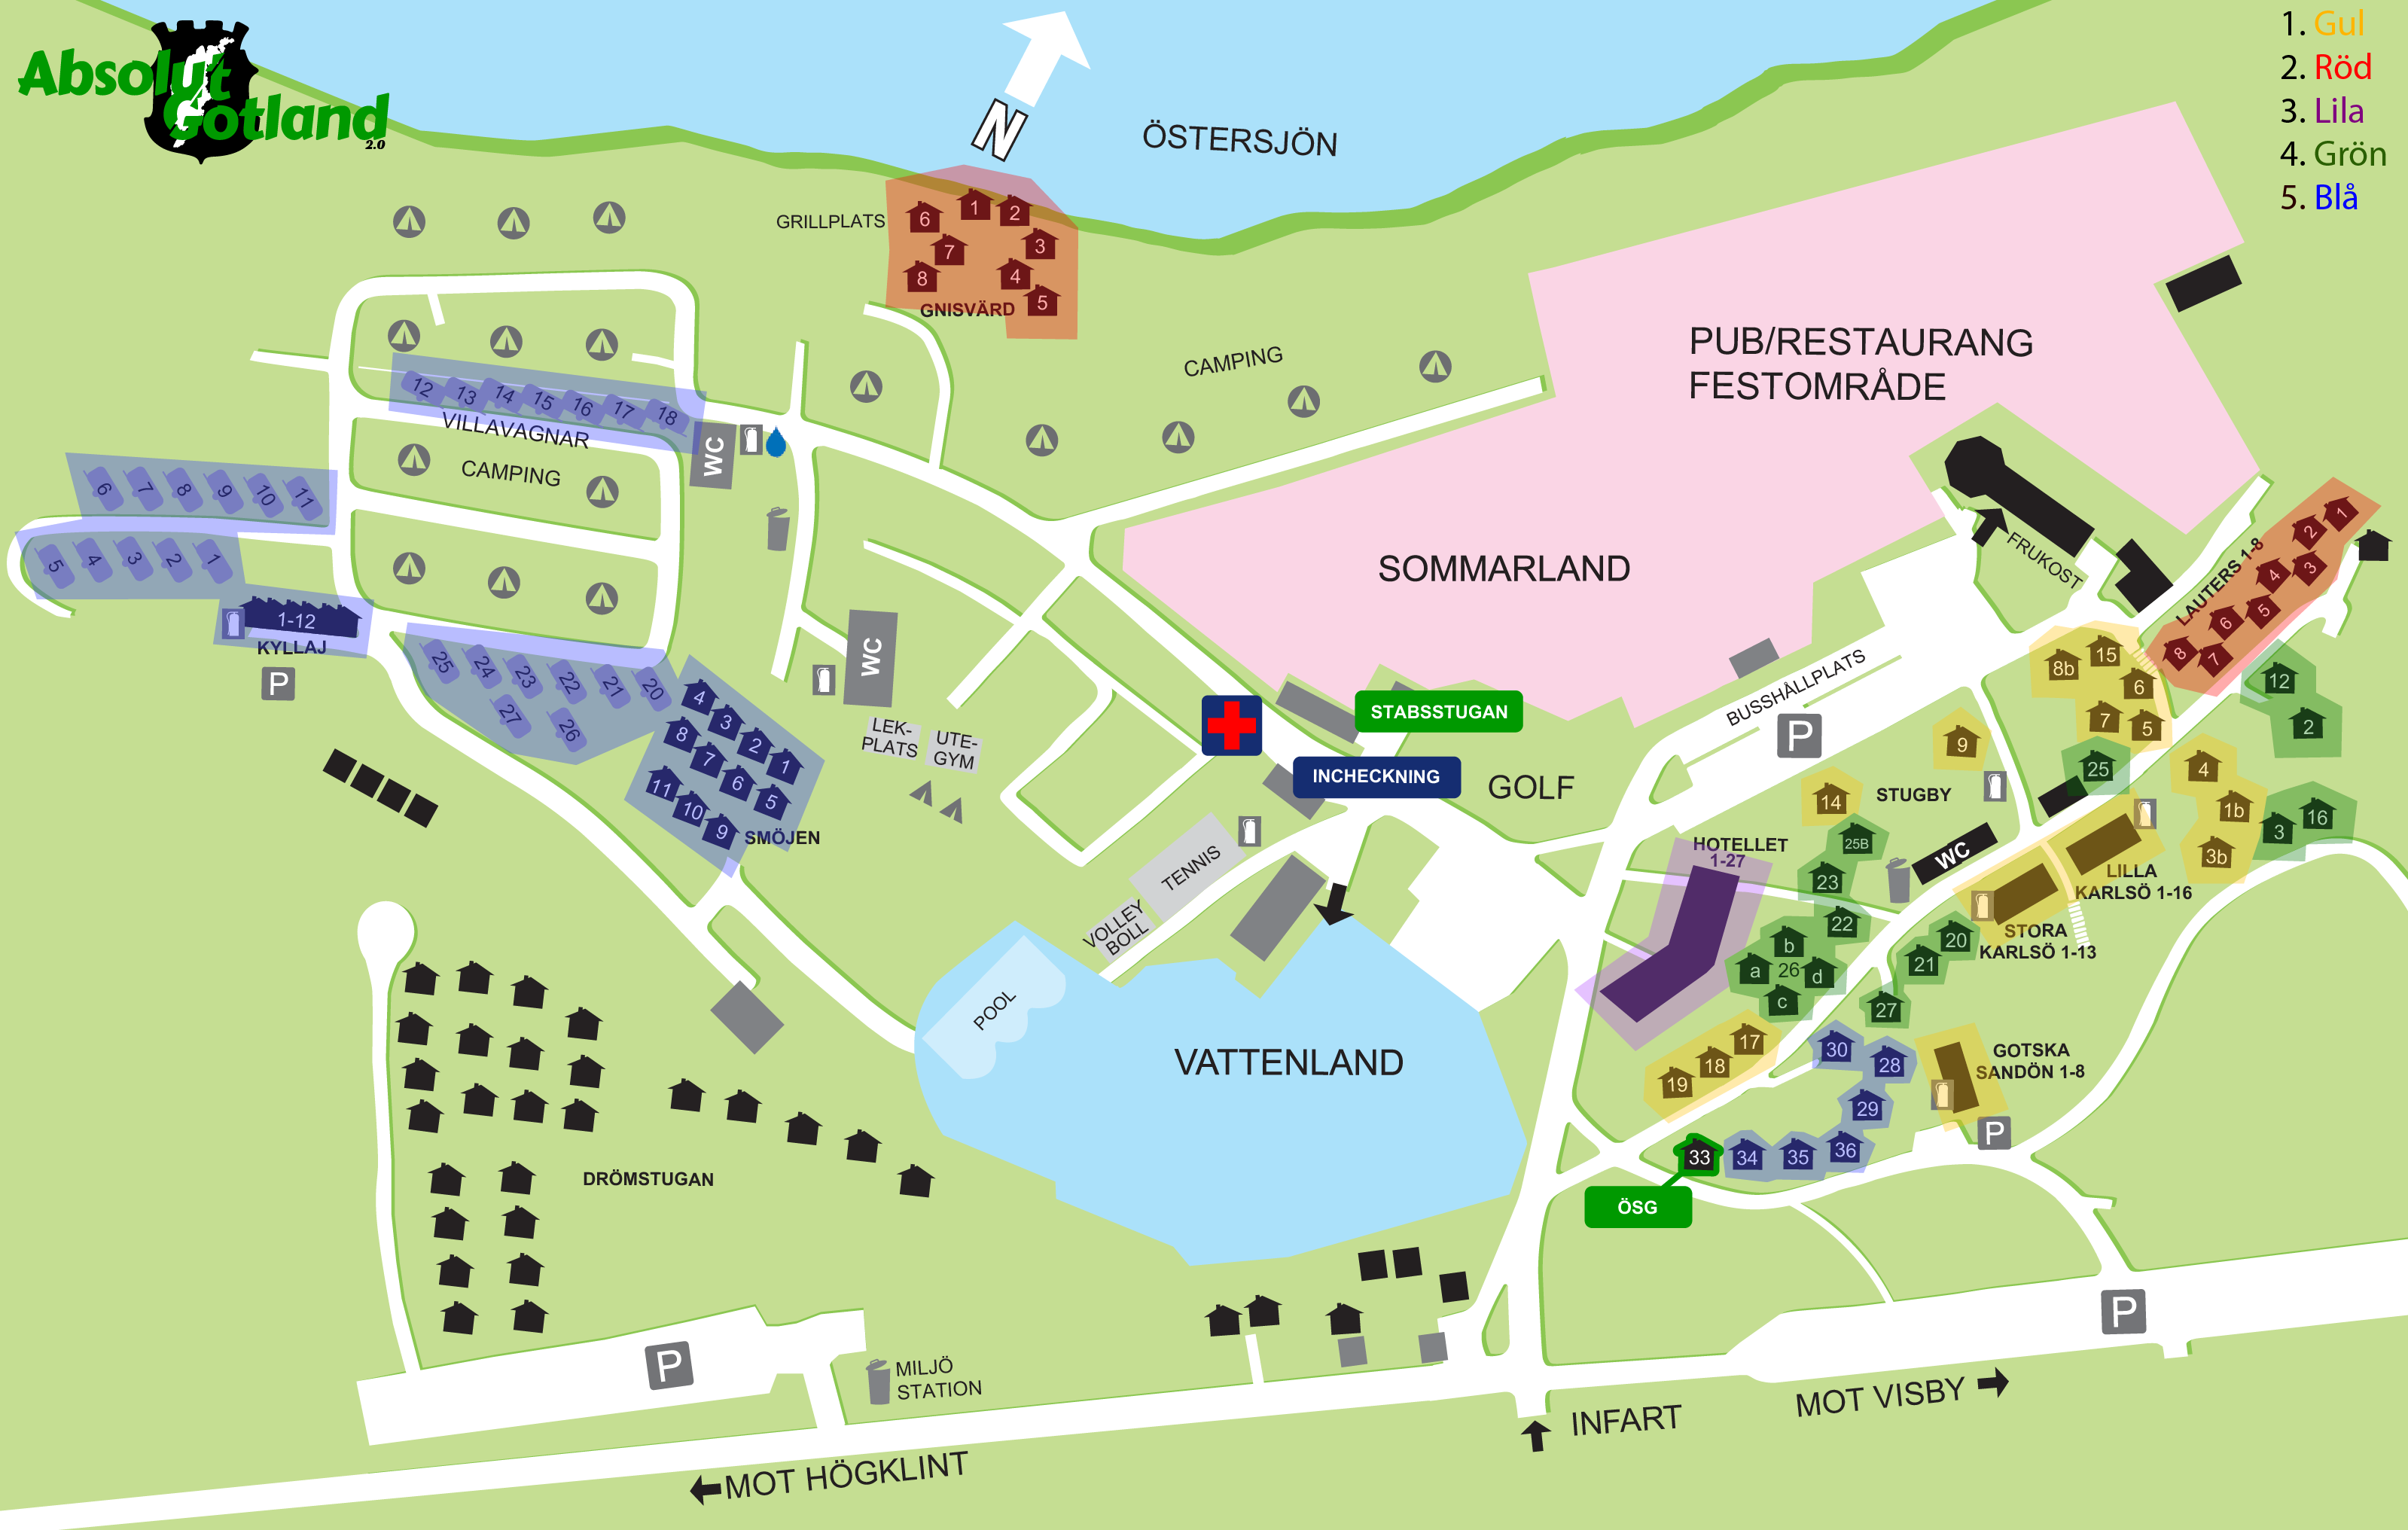 Absolut
Gotland
2.0
1. Gul
2. Röd
3. Lila
4. Grön
5. Blå
N
ÖSTERSJÖN
GRILLPLATS
6
1
2
7
3
8
4
5
GNISVÄRD
CAMPING
PUB/RESTAURANG
FESTOMRÅDE
12
13
14
15
16
17
18
VILLAVAGNAR
CAMPING
WC
6
7
8
9
10
11
5
4
3
2
1
1-12
KYLLAJ
P
25
24
23
22
21
20
27
26
4
3
2
1
8
7
6
5
11
10
9
SMÖJEN
WC
LEK-
PLATS
UTE-
GYM
SOMMARLAND
STABSSTUGAN
INCHECKNING
GOLF
TENNIS
VOLLEY
BOLL
POOL
VATTENLAND
FRUKOST
LAUTERS 1-8
1
2
3
4
5
6
8
7
BUSSHÅLLPLATS
P
8b
15
6
7
5
12
2
9
25
4
14
STUGBY
1b
3
16
3b
25B
HOTELLET
1-27
23
WC
LILLA
KARLSÖ 1-16
22
20
STORA
KARLSÖ 1-13
b
a
26
d
c
21
27
17
18
19
30
28
29
GOTSKA
SANDÖN 1-8
P
33
34
35
36
ÖSG
DRÖMSTUGAN
P
MILJÖ
STATION
P
INFART
MOT VISBY
MOT HÖGKLINT